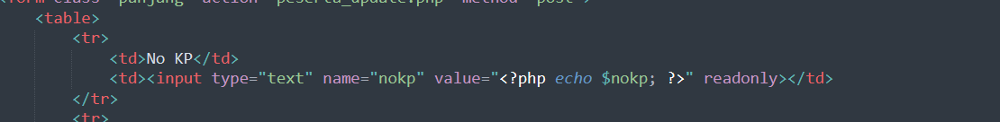 <form class="panjang" action="peserta_update.php" method="post">
<table>
<tr>
<td>No KP</td>
<td><input type="text" name="nokp" value="<?php echo $nokp; ?>" readonly></td>
</tr>
<tr>